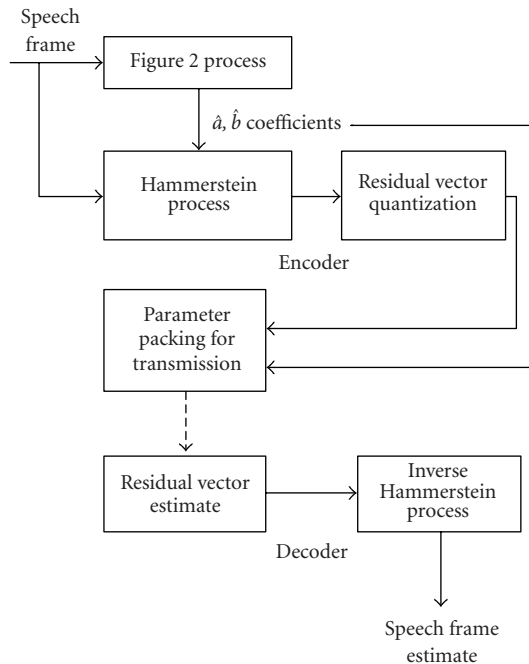 Speech
frame
Figure 2 process
â, b̂ coefficients
Hammerstein
process
Residual vector
quantization
Encoder
Parameter
packing for
transmission
Residual vector
estimate
Inverse
Hammerstein
process
Decoder
Speech frame
estimate